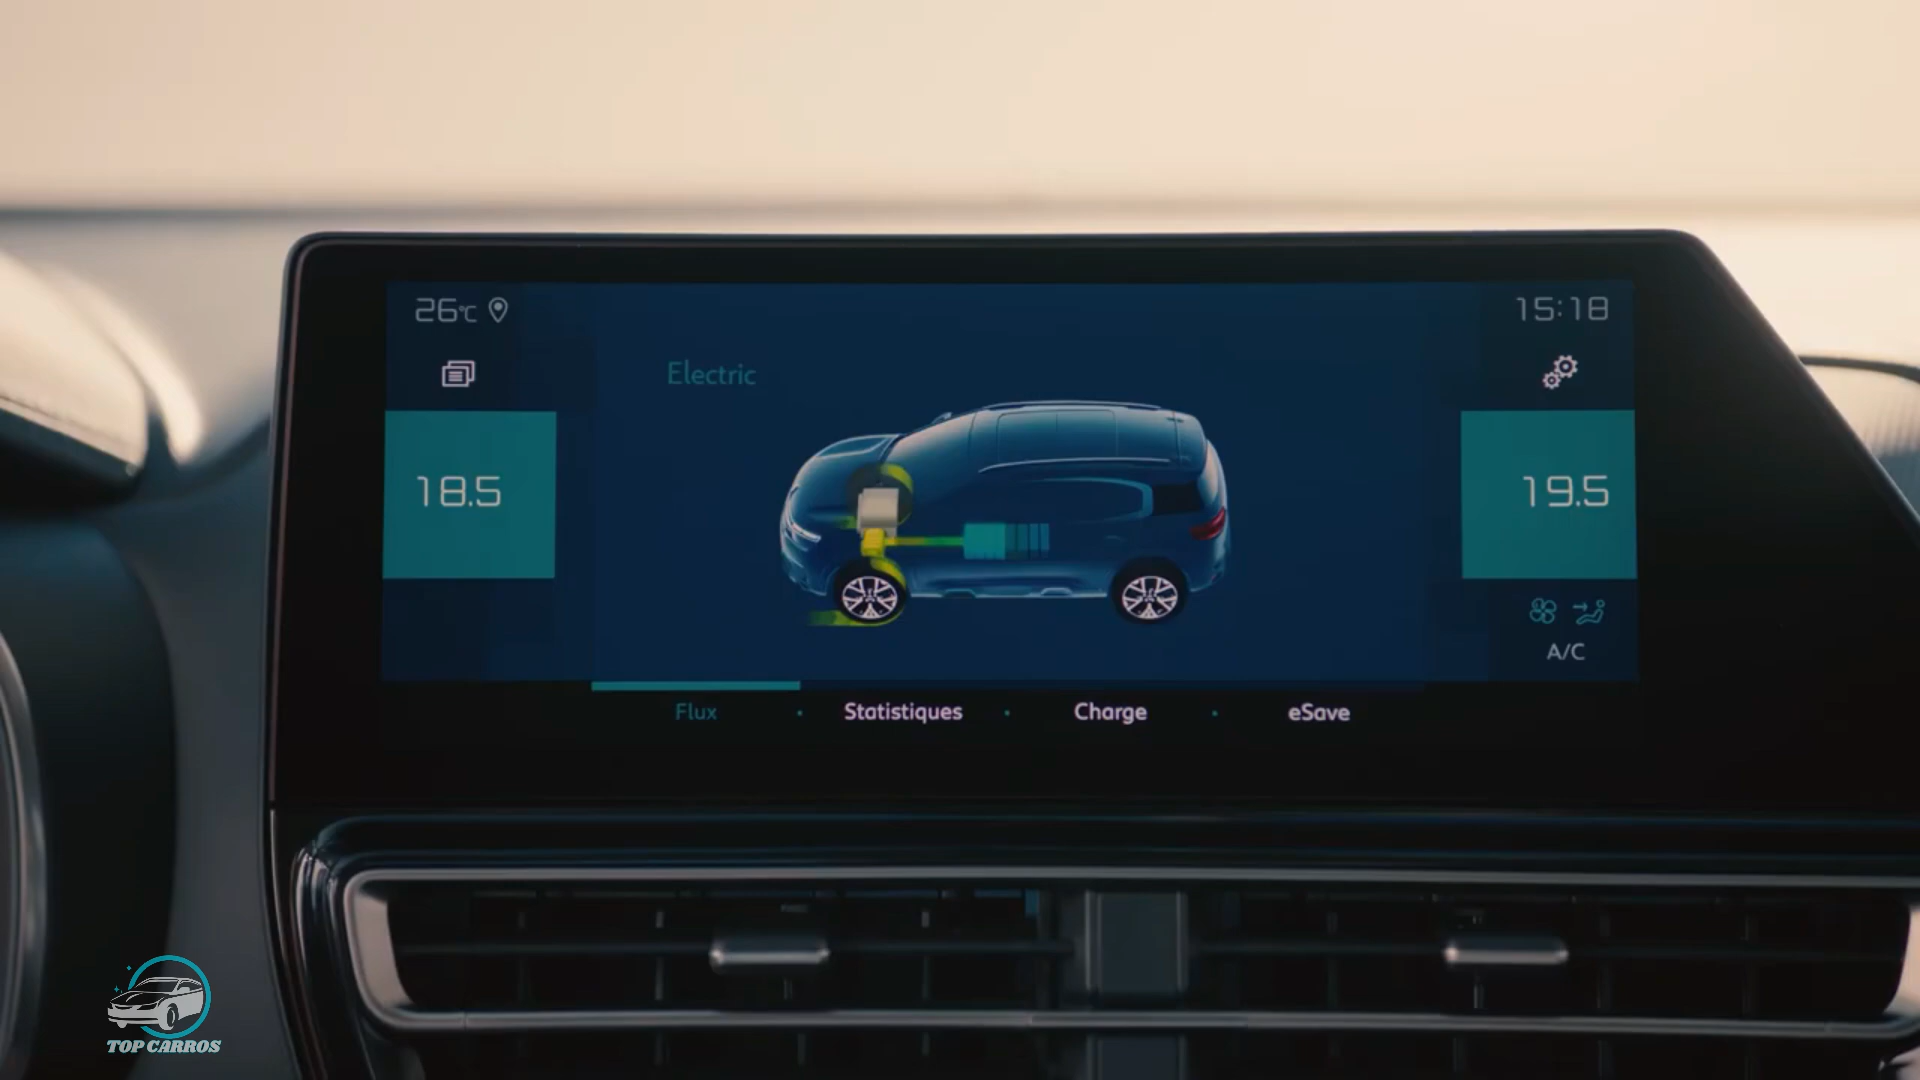 26°C
15:18
Electric
18.5
19.5
A/C
Flux · Statistiques · Charge · eSave
TOP CARROS